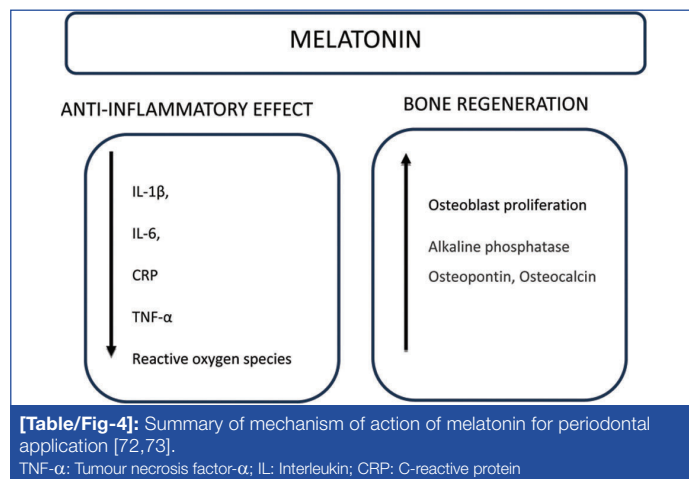 MELATONIN
ANTI-INFLAMMATORY EFFECT
IL-1β,
IL-6,
CRP
TNF-α
Reactive oxygen species
BONE REGENERATION
Osteoblast proliferation
Alkaline phosphatase
Osteopontin, Osteocalcin
[Table/Fig-4]: Summary of mechanism of action of melatonin for periodontal
application [72,73].
TNF-α: Tumour necrosis factor-α; IL: Interleukin; CRP: C-reactive protein